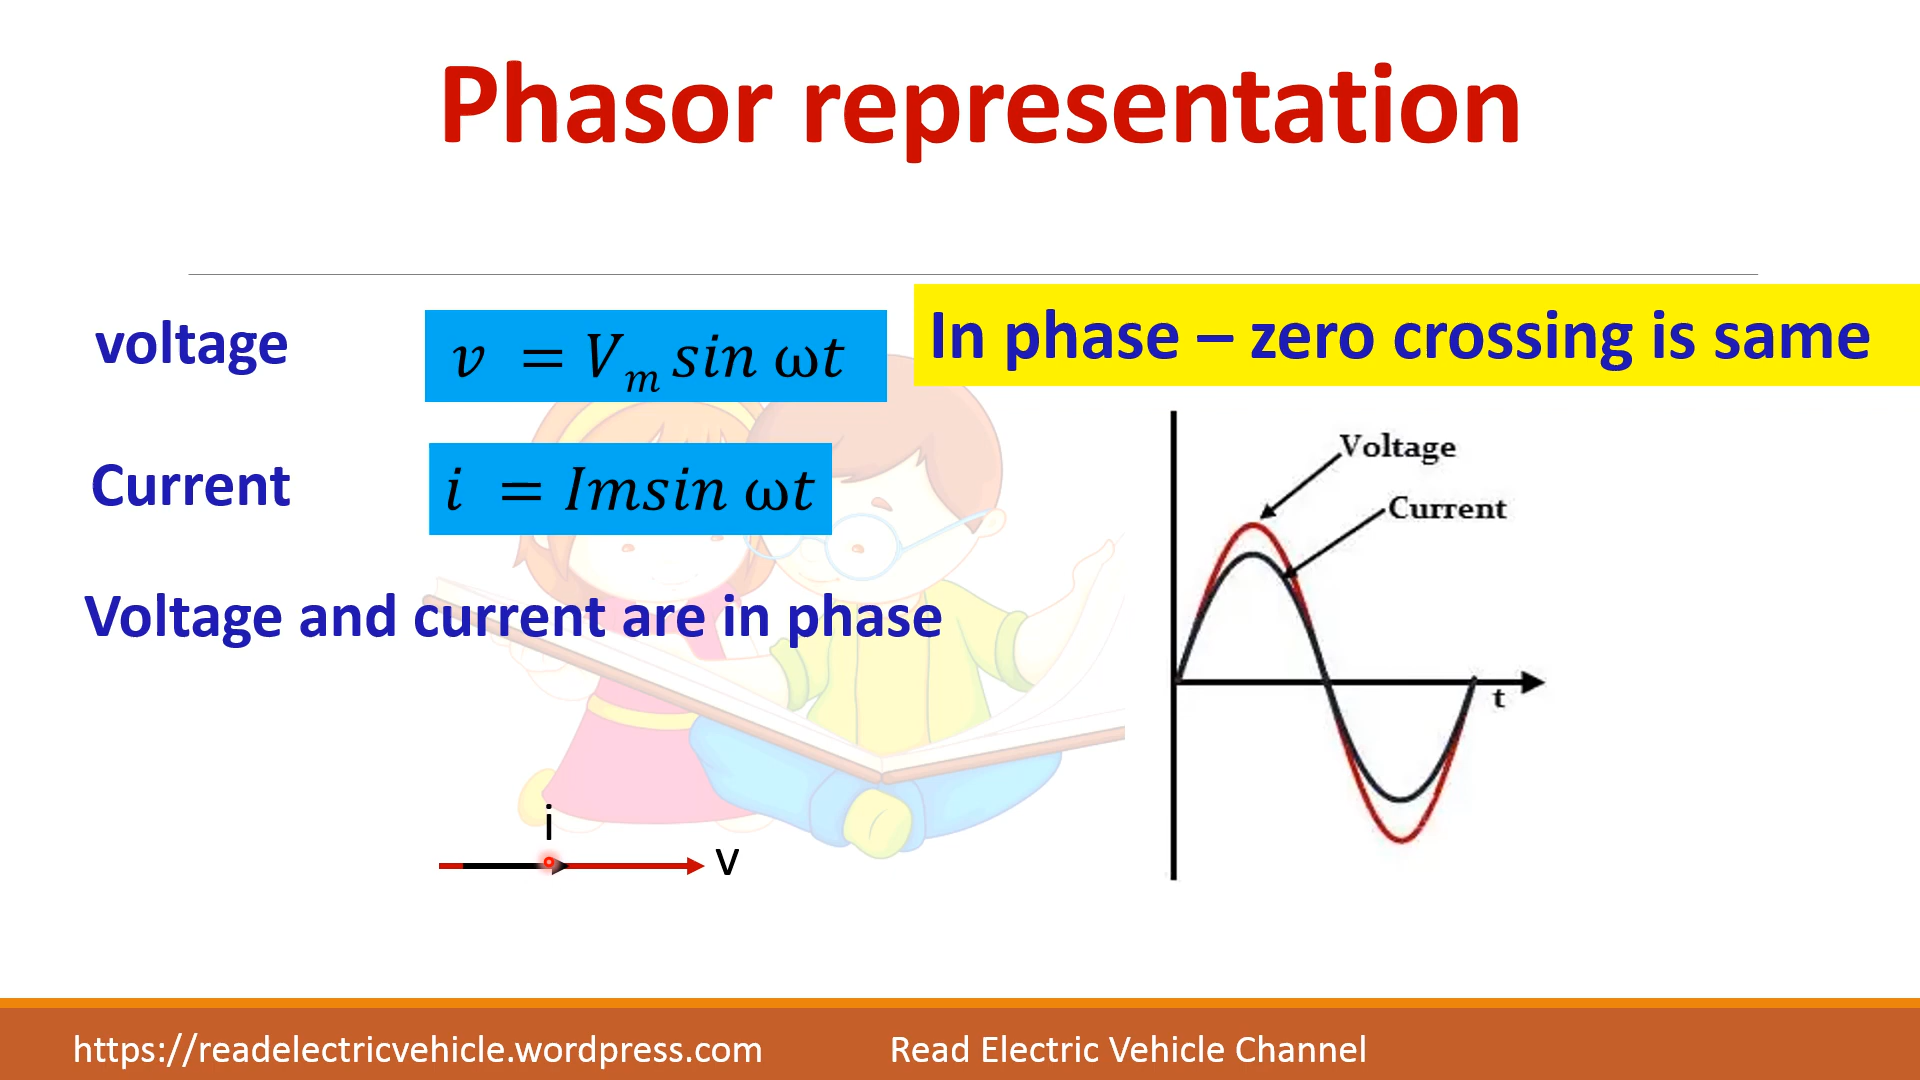 Phasor representation
voltage
v = Vₘ sin ωt
In phase – zero crossing is same
Current
i = Imsin ωt
Voltage and current are in phase
Voltage
Current
t
i
V
https://readelectricvehicle.wordpress.com
Read Electric Vehicle Channel